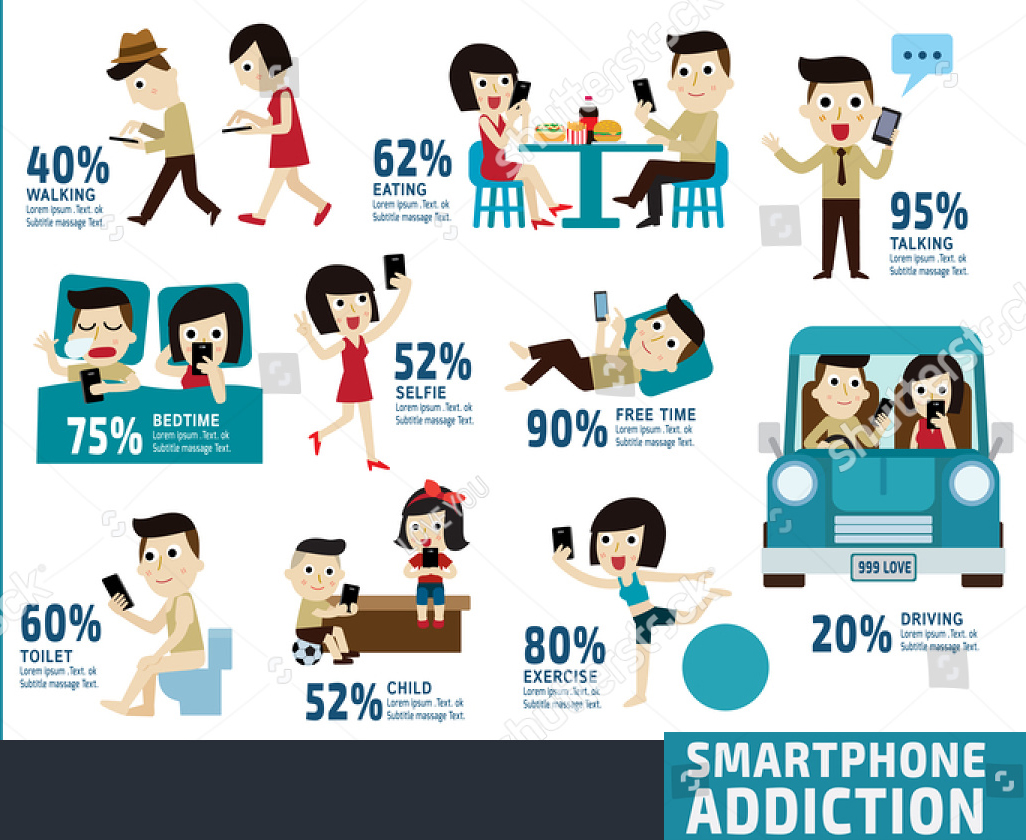 40%
WALKING
Lorem ipsum .Text. ok
Subtitle massage Text.
62%
EATING
Lorem ipsum .Text. ok
Subtitle massage Text.
95%
TALKING
Lorem ipsum .Text. ok
Subtitle massage Text.
75%
BEDTIME
Lorem ipsum .Text. ok
Subtitle massage Text.
52%
SELFIE
Lorem ipsum .Text. ok
Subtitle massage Text.
90%
FREE TIME
Lorem ipsum .Text. ok
Subtitle massage Text.
999 LOVE
20%
DRIVING
Lorem ipsum .Text. ok
Subtitle massage Text.
60%
TOILET
Lorem ipsum .Text. ok
Subtitle massage Text.
52%
CHILD
Lorem ipsum .Text. ok
Subtitle massage Text.
80%
EXERCISE
Lorem ipsum .Text. ok
Subtitle massage Text.
SMARTPHONE
ADDICTION
shutterstock
shutterstock
shutterstock